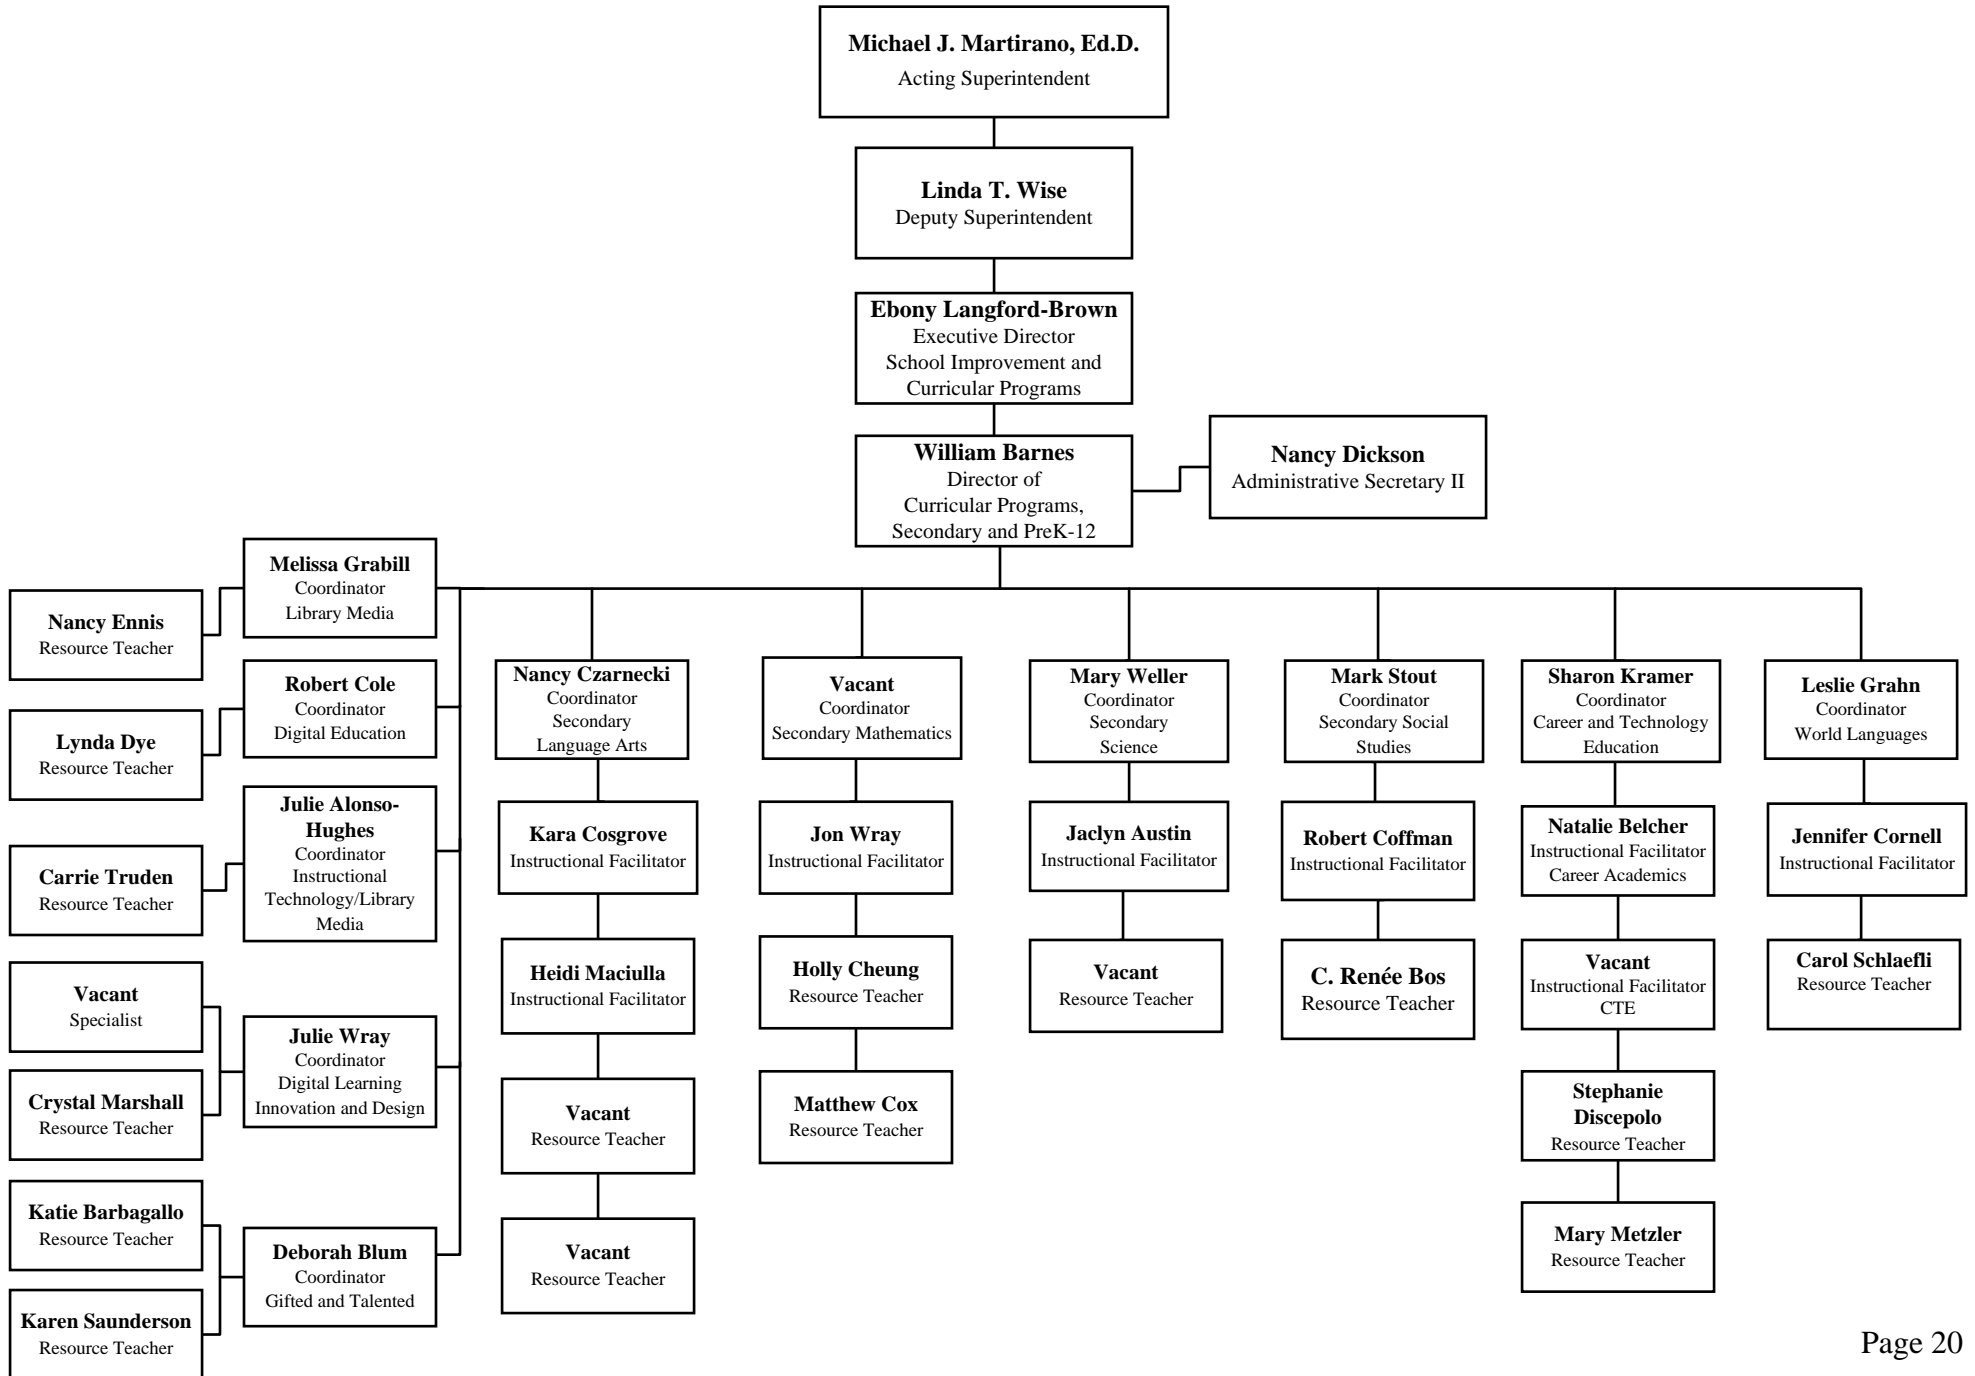 Michael J. Martirano, Ed.D.
Acting Superintendent
Linda T. Wise
Deputy Superintendent
Ebony Langford-Brown
Executive Director
School Improvement and
Curricular Programs
William Barnes
Director of
Curricular Programs,
Secondary and PreK-12
Nancy Dickson
Administrative Secretary II
Melissa Grabill
Coordinator
Library Media
Nancy Ennis
Resource Teacher
Robert Cole
Coordinator
Digital Education
Lynda Dye
Resource Teacher
Julie Alonso-
Hughes
Coordinator
Instructional
Technology/Library
Media
Carrie Truden
Resource Teacher
Julie Wray
Coordinator
Digital Learning
Innovation and Design
Vacant
Specialist
Crystal Marshall
Resource Teacher
Deborah Blum
Coordinator
Gifted and Talented
Katie Barbagallo
Resource Teacher
Karen Saunderson
Resource Teacher
Nancy Czarnecki
Coordinator
Secondary
Language Arts
Kara Cosgrove
Instructional Facilitator
Heidi Maciulla
Instructional Facilitator
Vacant
Resource Teacher
Vacant
Resource Teacher
Vacant
Coordinator
Secondary Mathematics
Jon Wray
Instructional Facilitator
Holly Cheung
Resource Teacher
Matthew Cox
Resource Teacher
Mary Weller
Coordinator
Secondary
Science
Jaclyn Austin
Instructional Facilitator
Vacant
Resource Teacher
Mark Stout
Coordinator
Secondary Social
Studies
Robert Coffman
Instructional Facilitator
C. Renée Bos
Resource Teacher
Sharon Kramer
Coordinator
Career and Technology
Education
Natalie Belcher
Instructional Facilitator
Career Academics
Vacant
Instructional Facilitator
CTE
Stephanie
Discepolo
Resource Teacher
Mary Metzler
Resource Teacher
Leslie Grahn
Coordinator
World Languages
Jennifer Cornell
Instructional Facilitator
Carol Schlaefli
Resource Teacher
Page 20